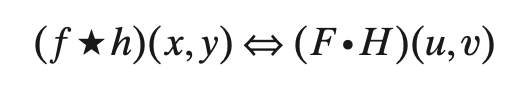 (f ★ h)(x, y) ⇔ (F • H)(u, v)